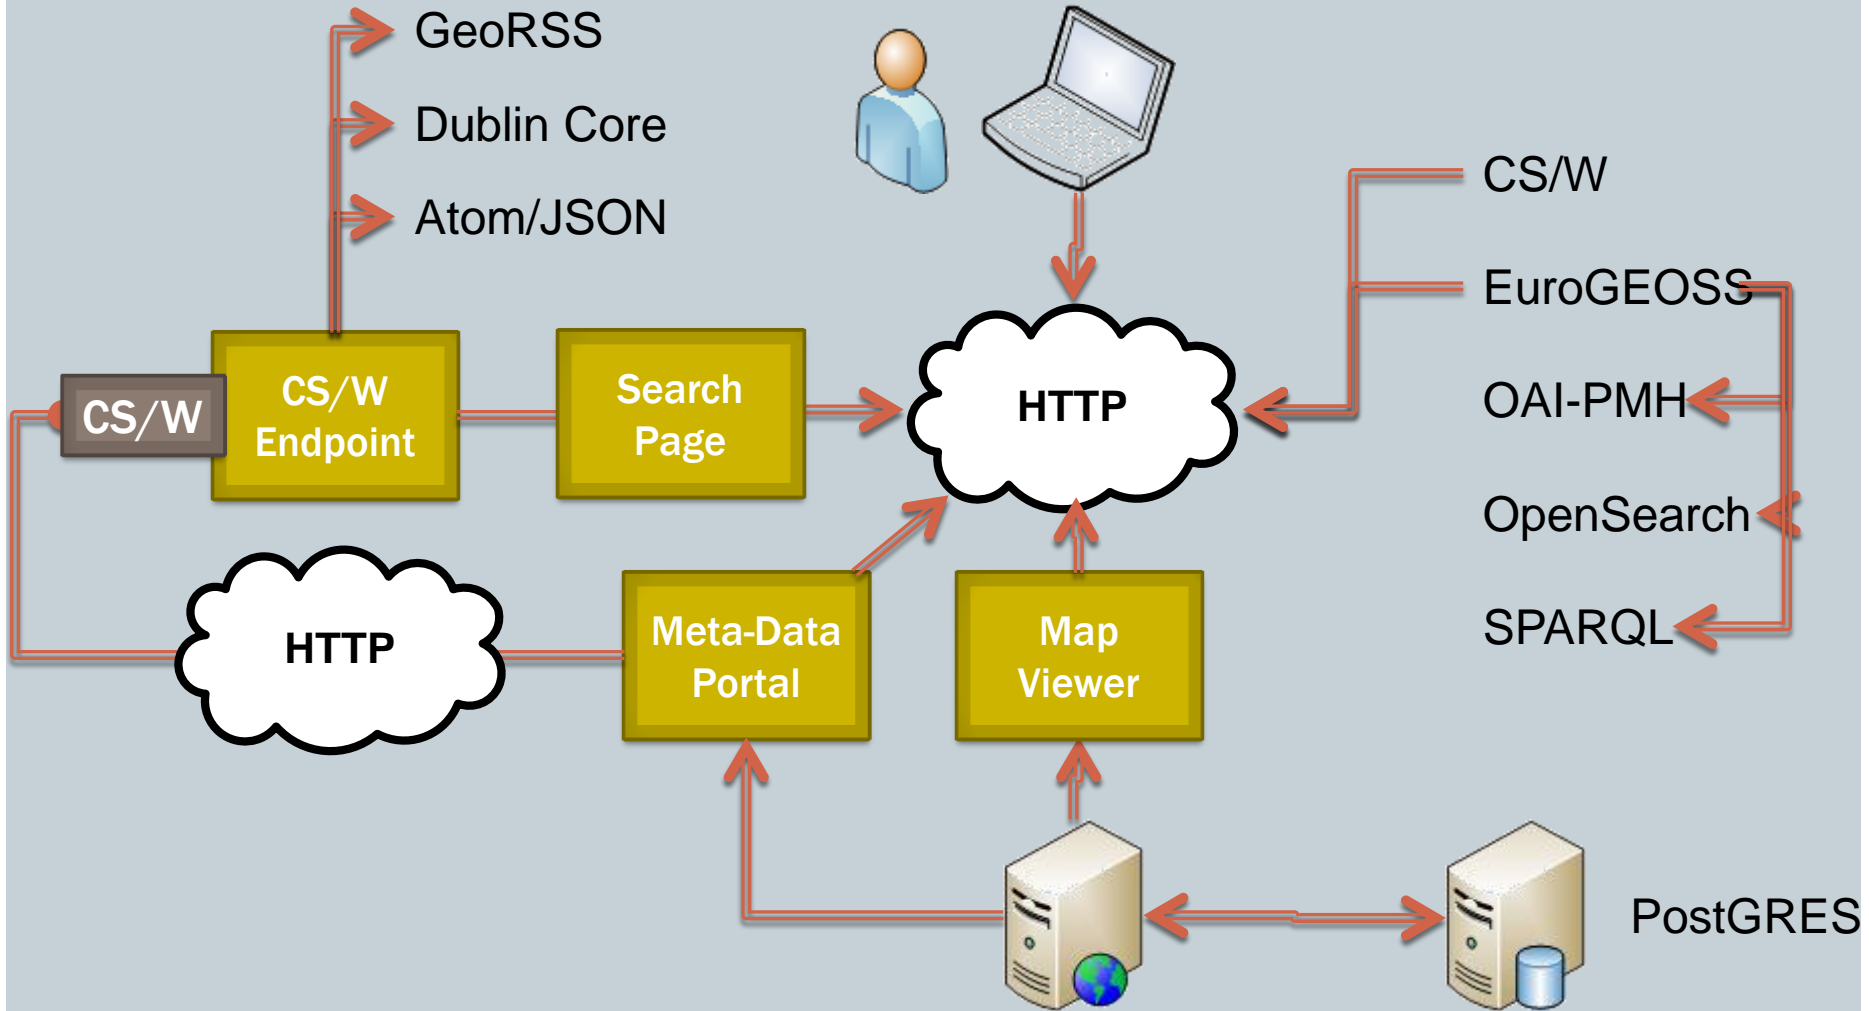 GeoRSS
Dublin Core
Atom/JSON
CS/W
EuroGEOSS
OAI-PMH
OpenSearch
SPARQL
CS/W
CS/W
Endpoint
Search
Page
HTTP
HTTP
Meta-Data
Portal
Map
Viewer
PostGRES